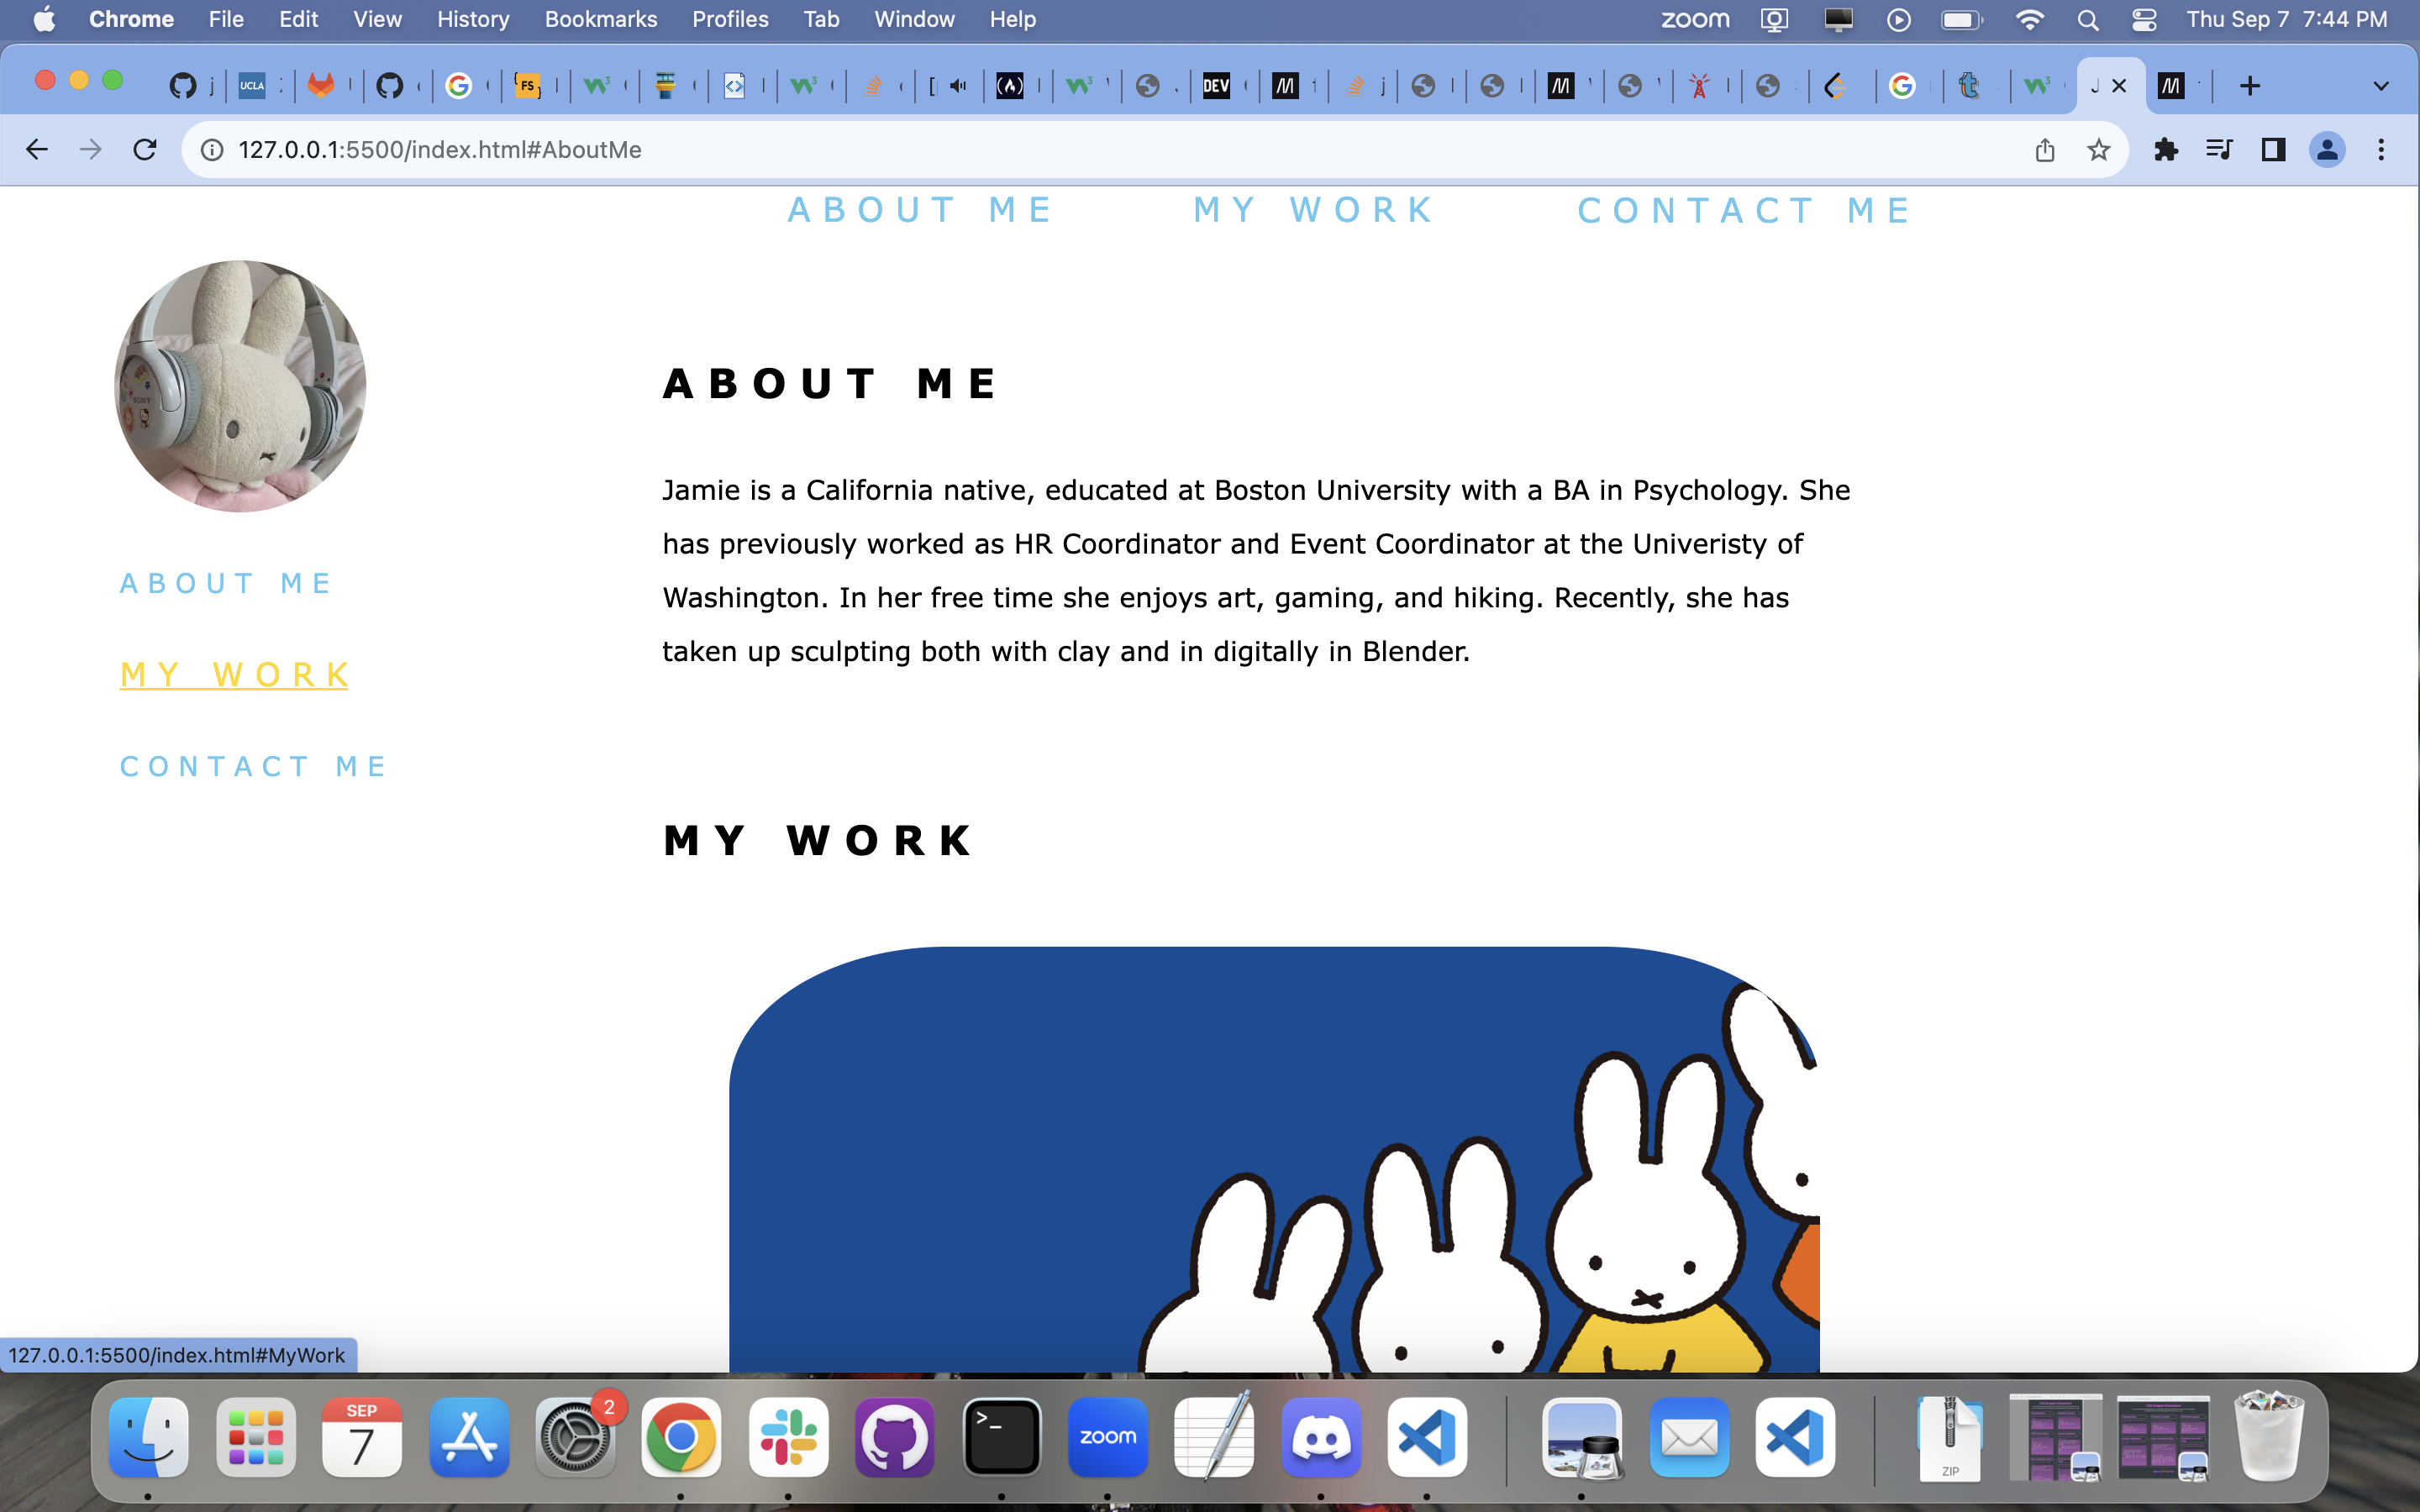 Chrome File Edit View History Bookmarks Profiles Tab Window Help zoom Thu Sep 7 7:44 PM
UCLA FS DEV
127.0.0.1:5500/index.html#AboutMe
ABOUT ME MY WORK CONTACT ME
SONY
ABOUT ME
MY WORK
CONTACT ME
ABOUT ME
Jamie is a California native, educated at Boston University with a BA in Psychology. She
has previously worked as HR Coordinator and Event Coordinator at the Univeristy of
Washington. In her free time she enjoys art, gaming, and hiking. Recently, she has
taken up sculpting both with clay and in digitally in Blender.
MY WORK
127.0.0.1:5500/index.html#MyWork
SEP
7
2
zoom
ZIP